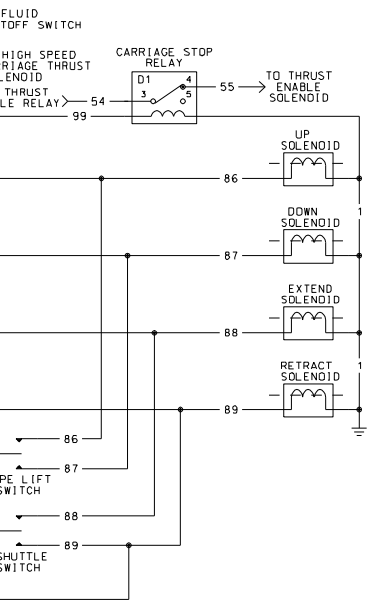 FLUID
TOFF SWITCH
HIGH SPEED
RRIAGE THRUST
LENOID
THRUST
LE RELAY
54
99
CARRIAGE STOP
RELAY
D1
4
3
5
55
TO THRUST
ENABLE
SOLENOID
UP
SOLENOID
86
1
DOWN
SOLENOID
87
EXTEND
SOLENOID
88
1
RETRACT
SOLENOID
89
86
87
PE LIFT
SWITCH
88
89
SHUTTLE
SWITCH